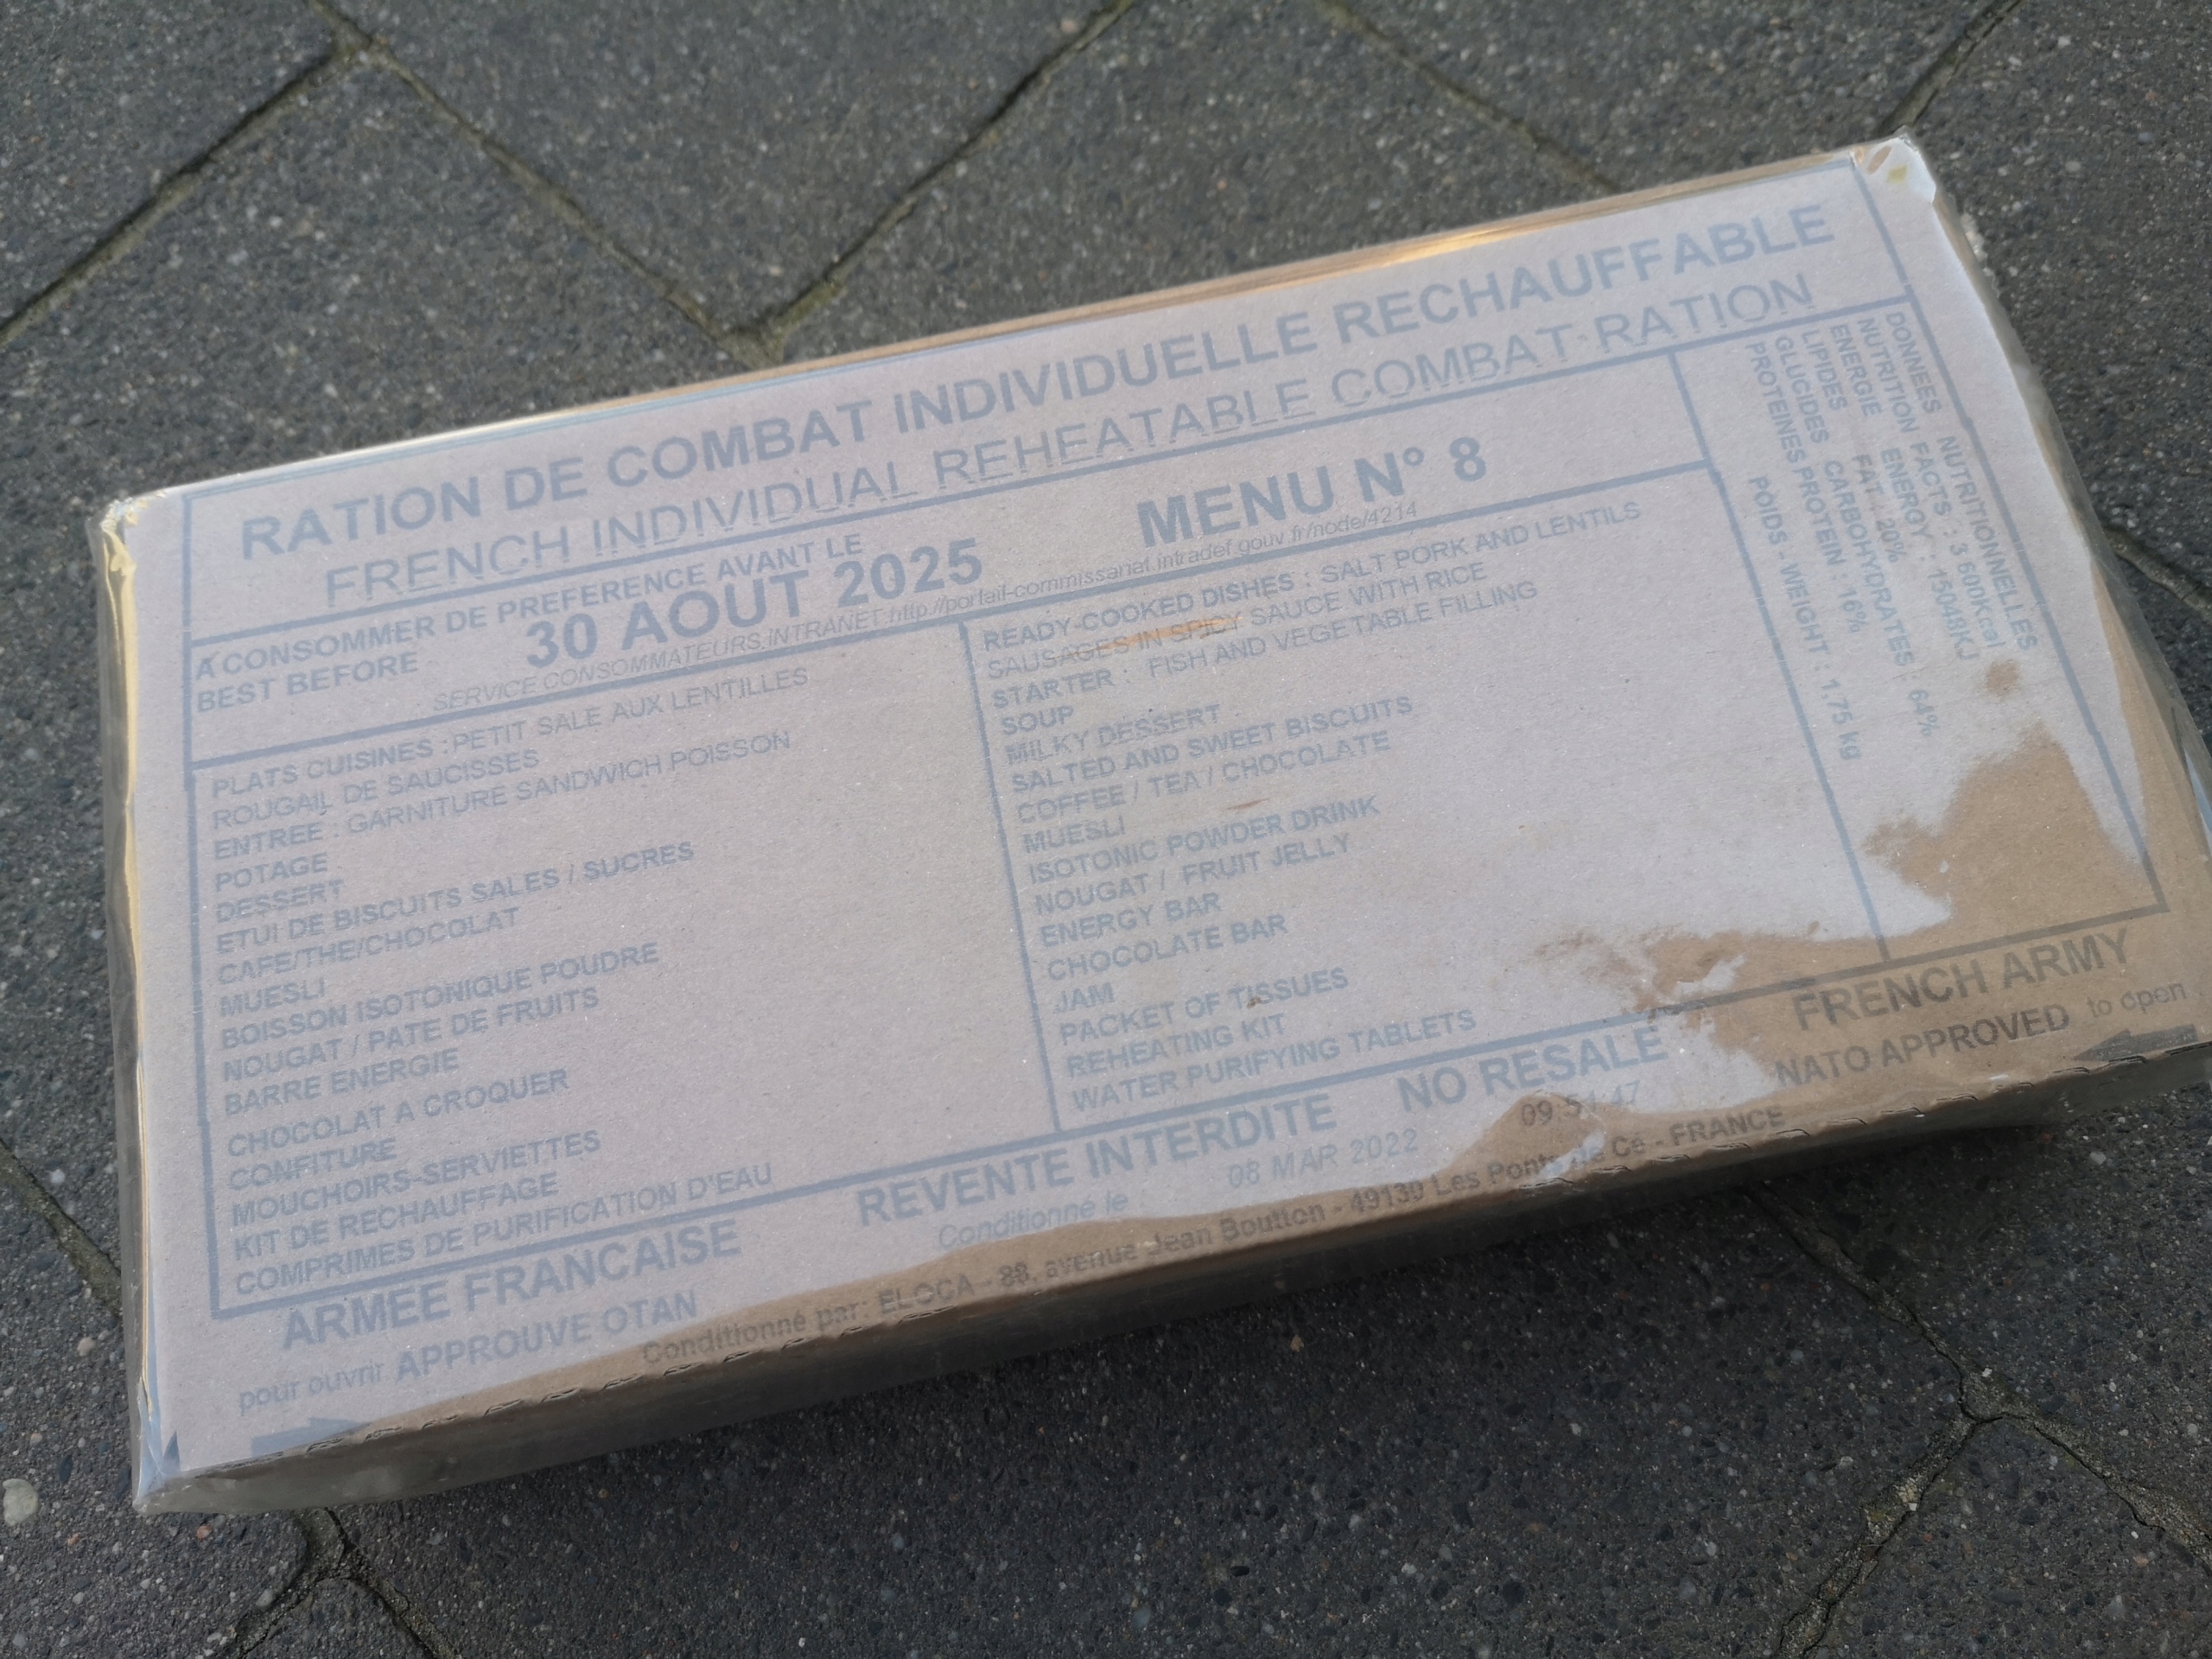 RATION DE COMBAT INDIVIDUELLE RECHAUFFABLE
FRENCH INDIVIDUAL REHEATABLE COMBAT RATION
A CONSOMMER DE PREFERENCE AVANT LE
BEST BEFORE
30 AOUT 2025
MENU N° 8
SERVICE CONSOMMATEURS.INTRANET:http://portail-commissariat.intradef.gouv.fr/node/4214
PLATS CUISINES : PETIT SALE AUX LENTILLES
ROUGAIL DE SAUCISSES
ENTREE : GARNITURE SANDWICH POISSON
POTAGE
DESSERT
ETUI DE BISCUITS SALES / SUCRES
CAFE/THE/CHOCOLAT
MUESLI
BOISSON ISOTONIQUE POUDRE
NOUGAT / PATE DE FRUITS
BARRE ENERGIE
CHOCOLAT A CROQUER
CONFITURE
MOUCHOIRS-SERVIETTES
KIT DE RECHAUFFAGE
COMPRIMES DE PURIFICATION D'EAU
READY-COOKED DISHES : SALT PORK AND LENTILS
SAUSAGES IN SPICY SAUCE WITH RICE
STARTER : FISH AND VEGETABLE FILLING
SOUP
MILKY DESSERT
SALTED AND SWEET BISCUITS
COFFEE / TEA / CHOCOLATE
MUESLI
ISOTONIC POWDER DRINK
NOUGAT / FRUIT JELLY
ENERGY BAR
CHOCOLATE BAR
JAM
PACKET OF TISSUES
REHEATING KIT
WATER PURIFYING TABLETS
DONNEES NUTRITIONNELLES
NUTRITION FACTS : 3 600Kcal
ENERGIE ENERGY : 15048KJ
LIPIDES FAT : 20%
GLUCIDES CARBOHYDRATES : 64%
PROTEINES PROTEIN : 16%
POIDS - WEIGHT : 1.75 kg
ARMEE FRANCAISE
REVENTE INTERDITE NO RESALE
FRENCH ARMY
pour ouvrir APPROUVE OTAN
Conditionné le 08 MAR 2022 09:51:47
NATO APPROVED to open
Conditionné par: ELOCA - 88, avenue Jean Boutton - 49130 Les Ponts de Cé - FRANCE